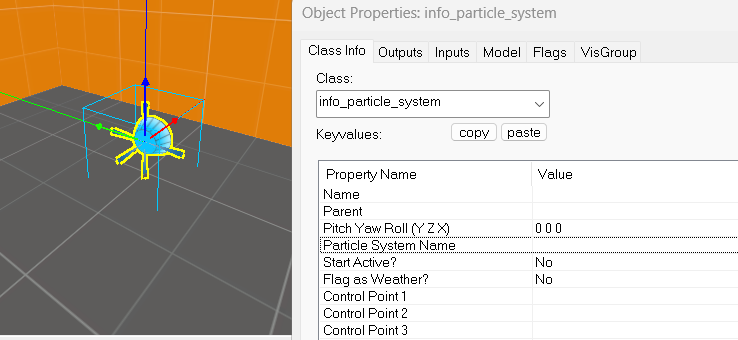 Object Properties: info_particle_system
Class Info Outputs Inputs Model Flags VisGroup
Class:
info_particle_system
Keyvalues: copy paste
Property Name Value
Name
Parent
Pitch Yaw Roll (Y Z X) 0 0 0
Particle System Name
Start Active? No
Flag as Weather? No
Control Point 1
Control Point 2
Control Point 3